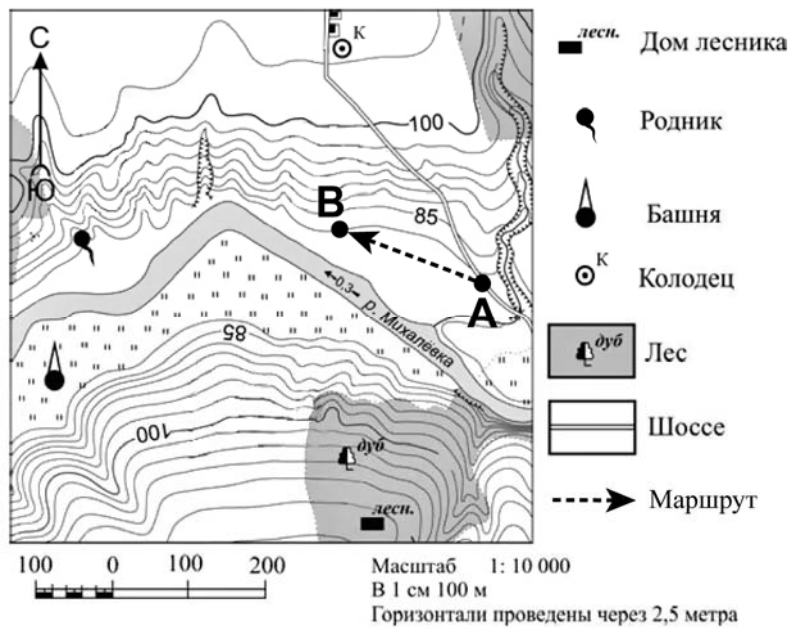 С
К
100
85
Ю
В
А
0,3
р. Михалёвка
85
100
дуб
лесн.
лесн.
Дом лесника
Родник
Башня
К
Колодец
дуб
Лес
Шоссе
Маршрут
100 0 100 200
Масштаб 1: 10 000
В 1 см 100 м
Горизонтали проведены через 2,5 метра